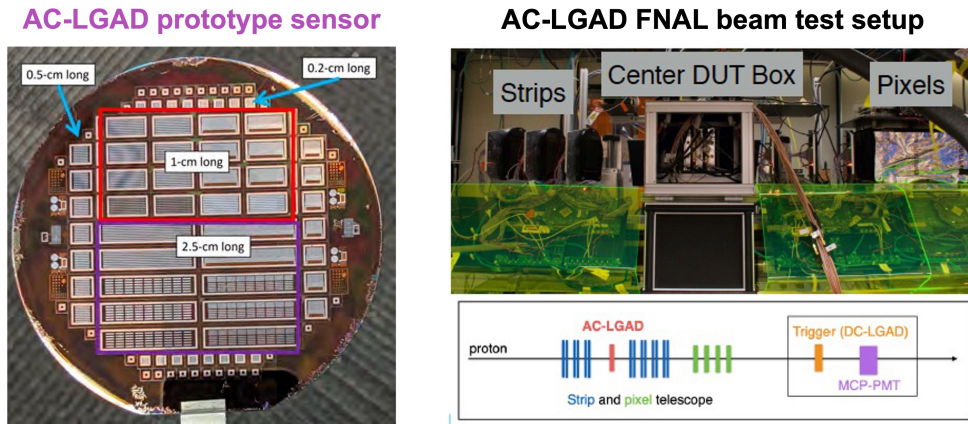 AC-LGAD prototype sensor
0.5-cm long
0.2-cm long
1-cm long
2.5-cm long
AC-LGAD FNAL beam test setup
Strips
Center DUT Box
Pixels
proton
AC-LGAD
Strip and pixel telescope
Trigger (DC-LGAD)
MCP-PMT